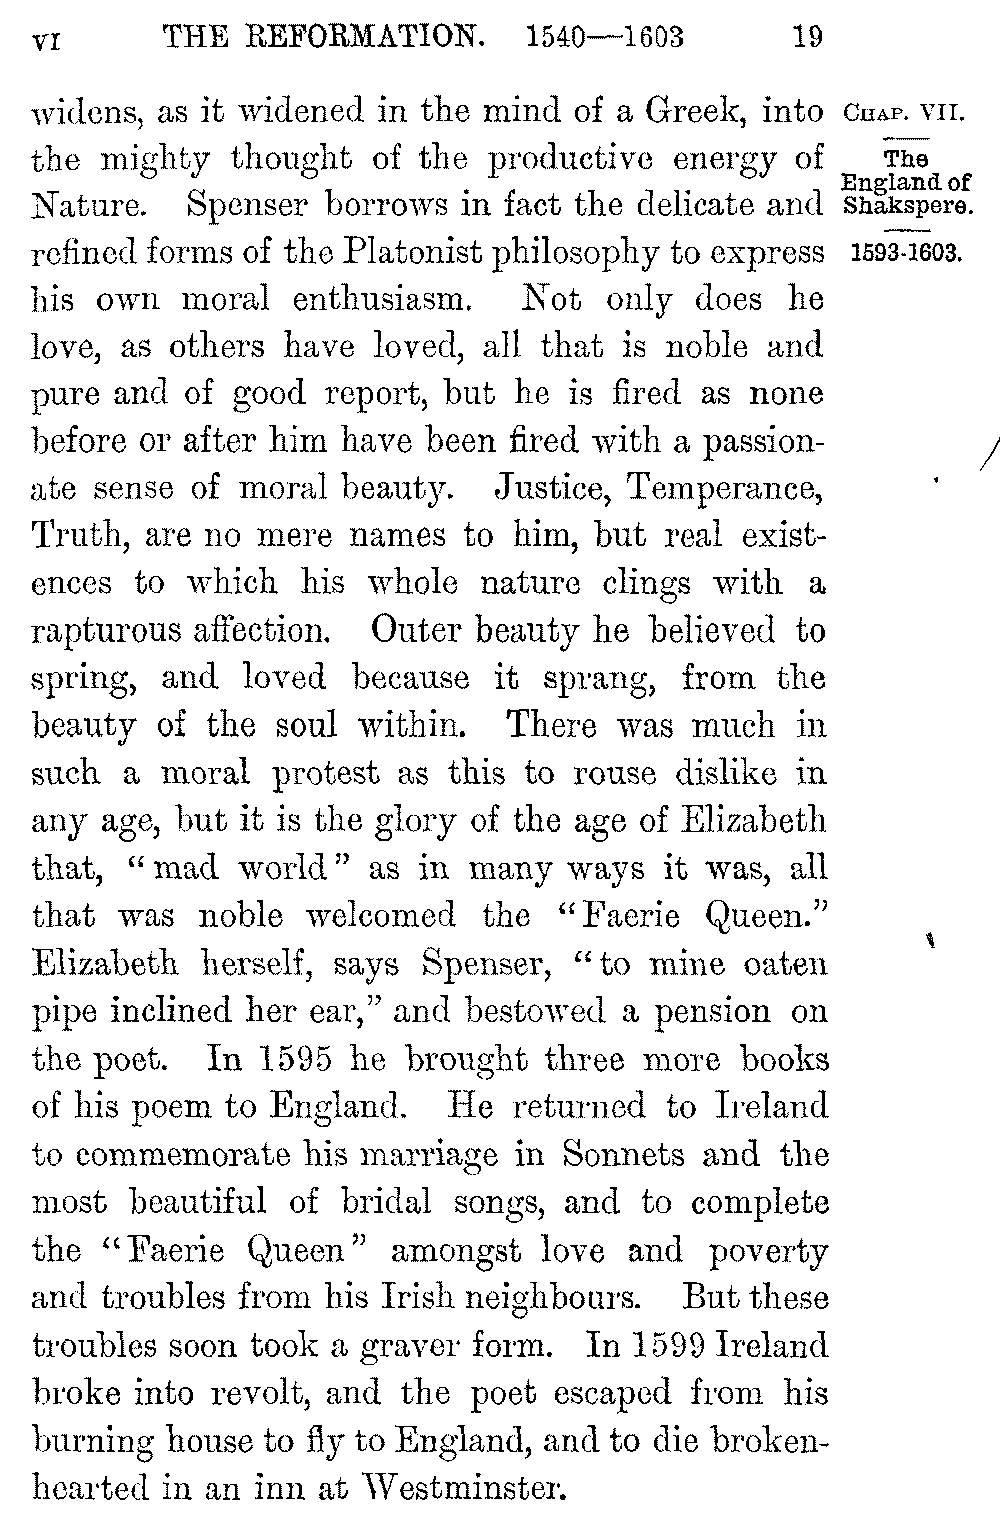 VI THE REFORMATION. 1540—1603 19
widens, as it widened in the mind of a Greek, into
the mighty thought of the productive energy of
Nature. Spenser borrows in fact the delicate and
refined forms of the Platonist philosophy to express
his own moral enthusiasm. Not only does he
love, as others have loved, all that is noble and
pure and of good report, but he is fired as none
before or after him have been fired with a passion-
ate sense of moral beauty. Justice, Temperance,
Truth, are no mere names to him, but real exist-
ences to which his whole nature clings with a
rapturous affection. Outer beauty he believed to
spring, and loved because it sprang, from the
beauty of the soul within. There was much in
such a moral protest as this to rouse dislike in
any age, but it is the glory of the age of Elizabeth
that, "mad world" as in many ways it was, all
that was noble welcomed the "Faerie Queen."
Elizabeth herself, says Spenser, "to mine oaten
pipe inclined her ear," and bestowed a pension on
the poet. In 1595 he brought three more books
of his poem to England. He returned to Ireland
to commemorate his marriage in Sonnets and the
most beautiful of bridal songs, and to complete
the "Faerie Queen" amongst love and poverty
and troubles from his Irish neighbours. But these
troubles soon took a graver form. In 1599 Ireland
broke into revolt, and the poet escaped from his
burning house to fly to England, and to die broken-
hearted in an inn at Westminster.
CHAP. VII.
The
England of
Shakspere.
1593-1603.